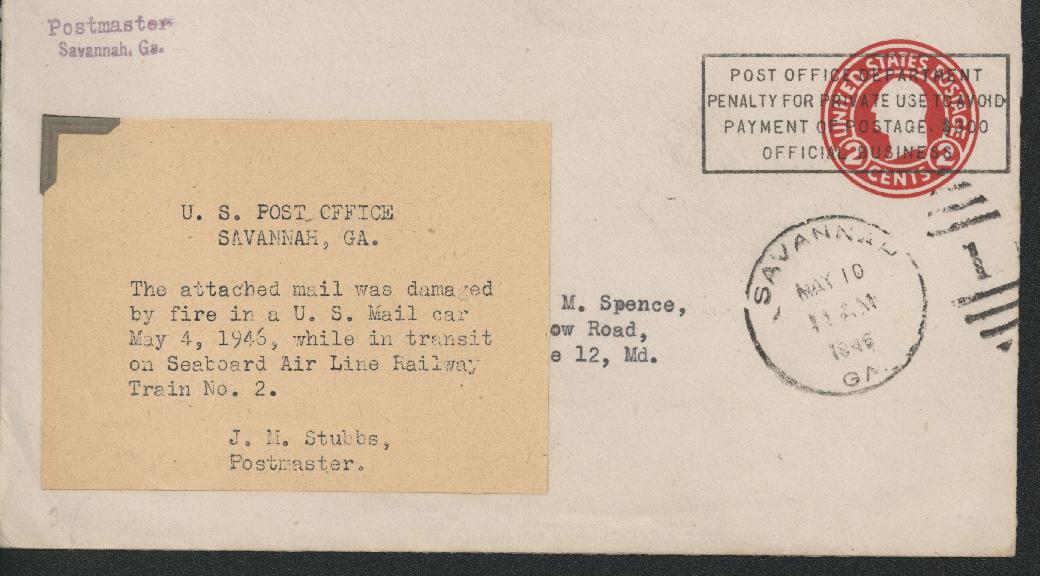 Postmaster
Savannah, Ga.
POST OFFICE DEPARTMENT
PENALTY FOR PRIVATE USE TO AVOID
PAYMENT OF POSTAGE, $300
OFFICIAL BUSINESS
UNITED STATES POSTAGE
2 CENTS 2
U. S. POST OFFICE
SAVANNAH, GA.
The attached mail was damaged
by fire in a U. S. Mail car
May 4, 1946, while in transit
on Seaboard Air Line Railway
Train No. 2.
J. M. Stubbs,
Postmaster.
M. Spence,
ow Road,
e 12, Md.
SAVANNAH
MAY 10
11 AM
1946
GA.
1